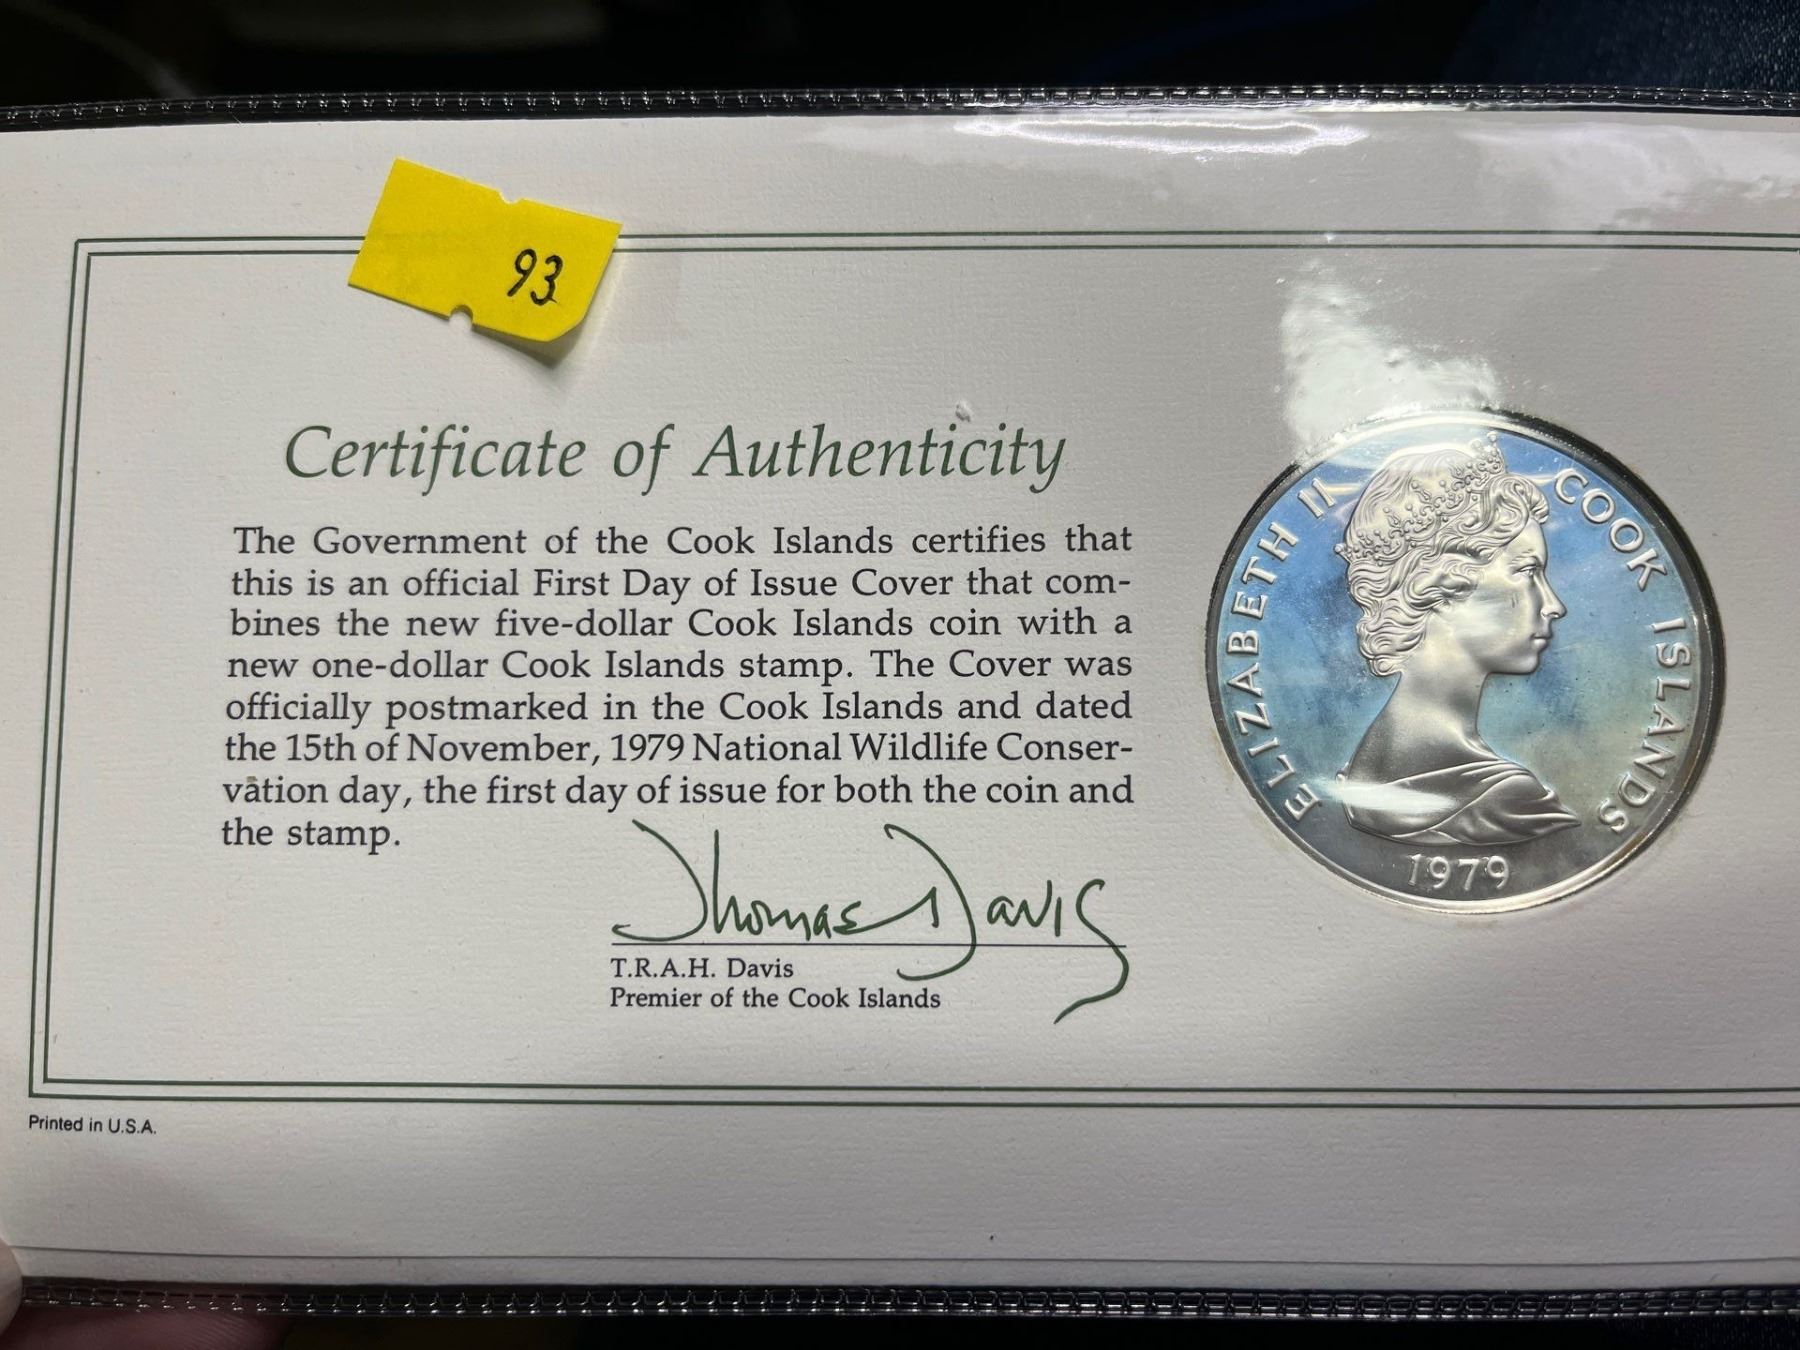 93
Certificate of Authenticity
The Government of the Cook Islands certifies that
this is an official First Day of Issue Cover that com-
bines the new five-dollar Cook Islands coin with a
new one-dollar Cook Islands stamp. The Cover was
officially postmarked in the Cook Islands and dated
the 15th of November, 1979 National Wildlife Conser-
vation day, the first day of issue for both the coin and
the stamp.
Thomas Davis
T.R.A.H. Davis
Premier of the Cook Islands
Printed in U.S.A.
ELIZABETH II COOK ISLANDS
1979